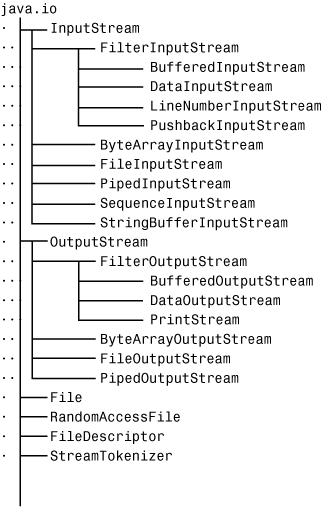 java.io
InputStream
FilterInputStream
BufferedInputStream
DataInputStream
LineNumberInputStream
PushbackInputStream
ByteArrayInputStream
FileInputStream
PipedInputStream
SequenceInputStream
StringBufferInputStream
OutputStream
FilterOutputStream
BufferedOutputStream
DataOutputStream
PrintStream
ByteArrayOutputStream
FileOutputStream
PipedOutputStream
File
RandomAccessFile
FileDescriptor
StreamTokenizer